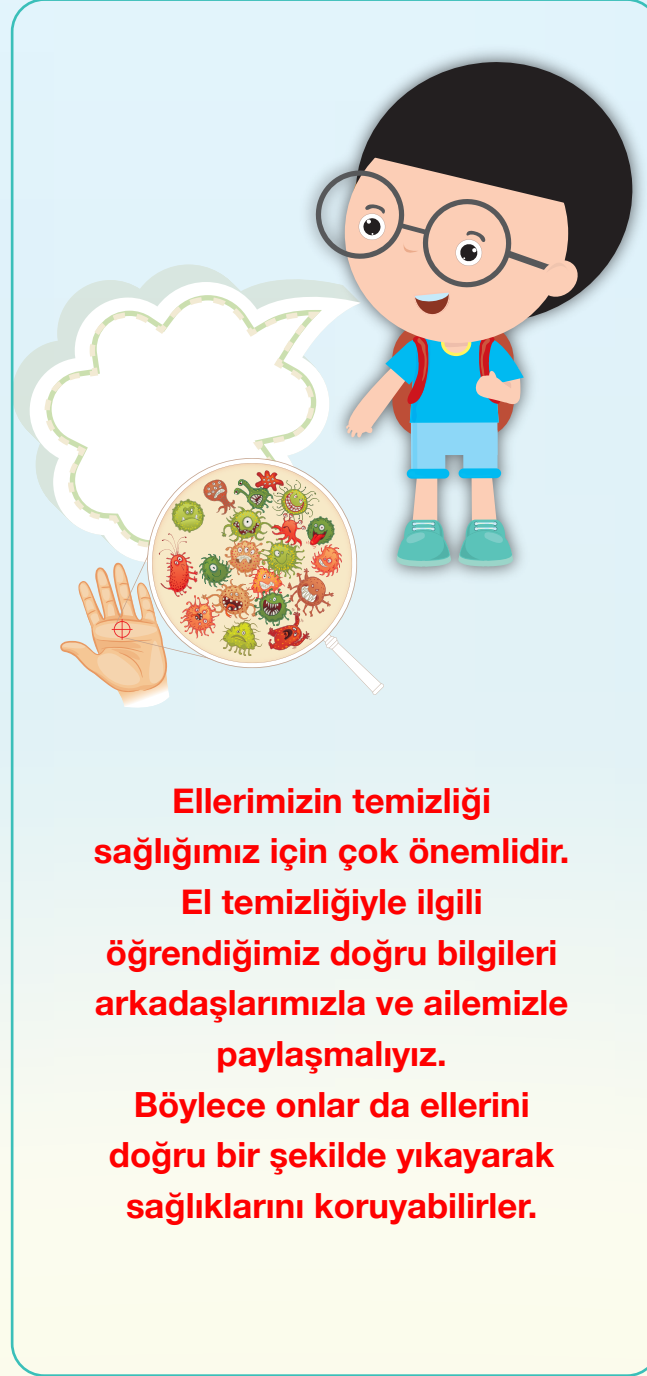 Ellerimizin temizliği
sağlığımız için çok önemlidir.
El temizliğiyle ilgili
öğrendiğimiz doğru bilgileri
arkadaşlarımızla ve ailemizle
paylaşmalıyız.
Böylece onlar da ellerini
doğru bir şekilde yıkayarak
sağlıklarını koruyabilirler.